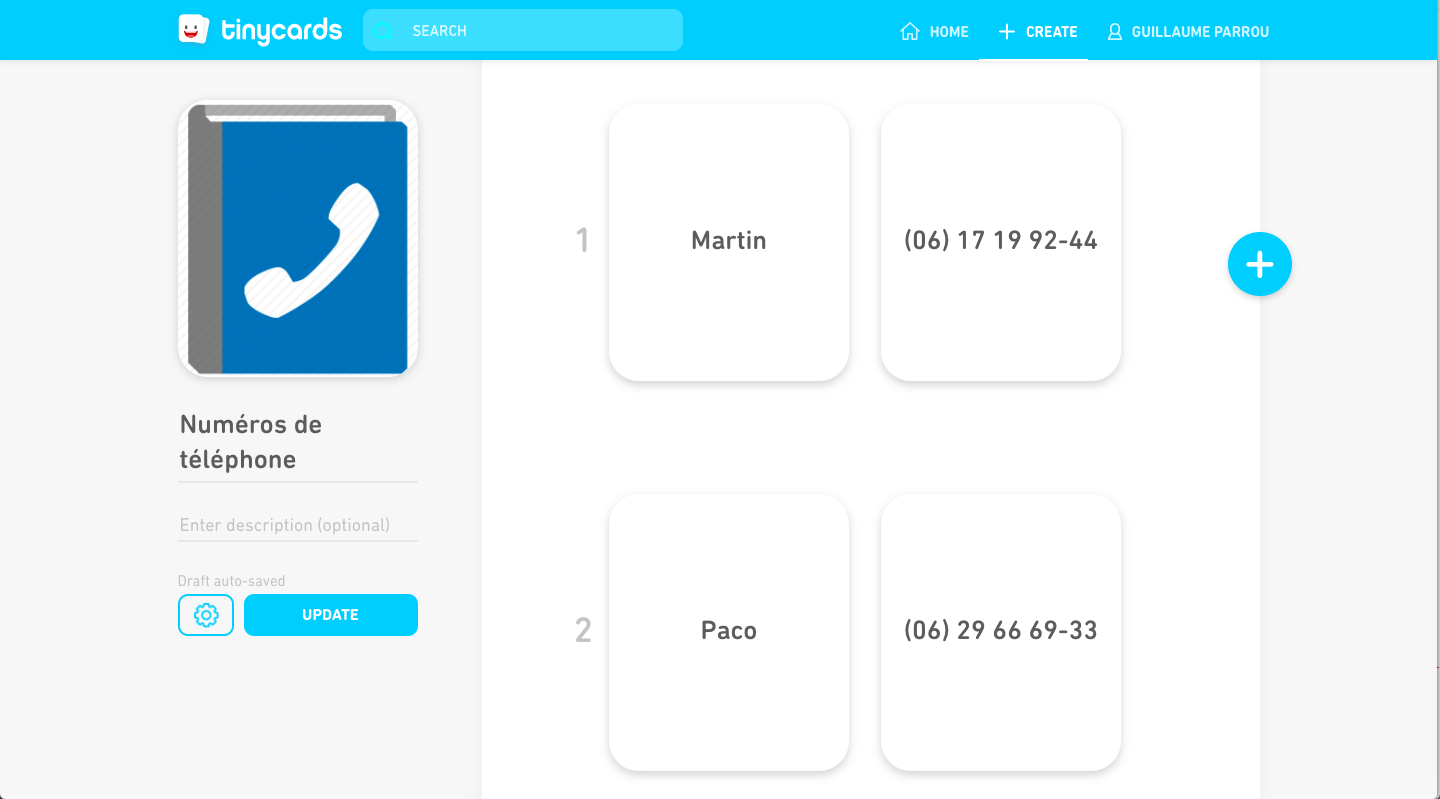 tinycards
SEARCH
HOME
CREATE
GUILLAUME PARROU
Numéros de
téléphone
Enter description (optional)
Draft auto-saved
UPDATE
1
Martin
(06) 17 19 92-44
2
Paco
(06) 29 66 69-33